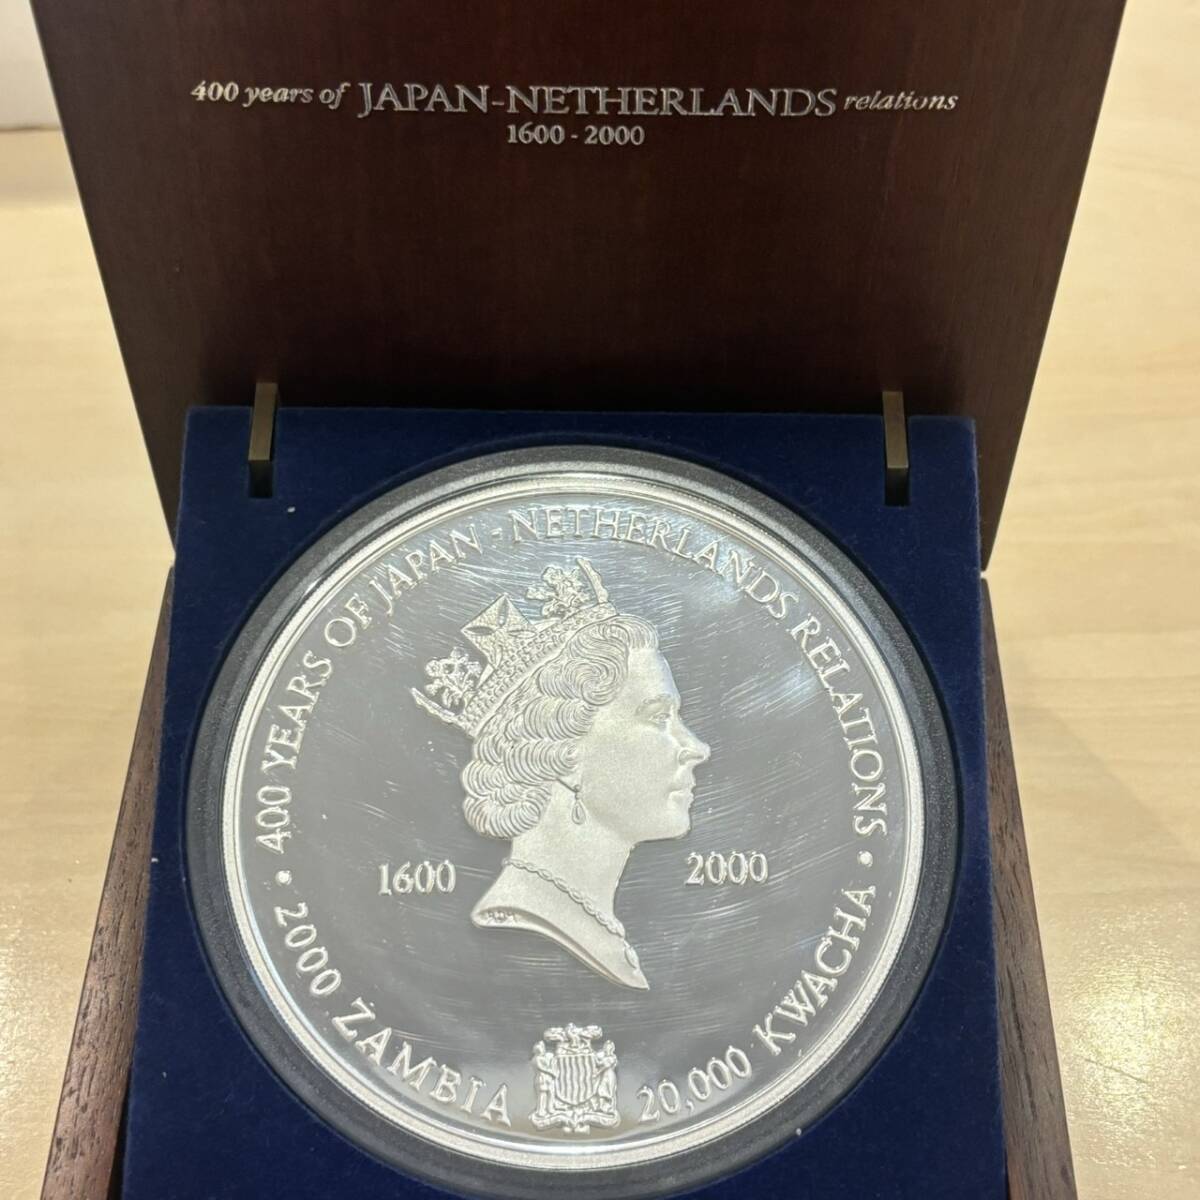 400 years of JAPAN-NETHERLANDS relations
1600 - 2000
• 400 YEARS OF JAPAN - NETHERLANDS RELATIONS •
1600 2000
2000 ZAMBIA 20,000 KWACHA